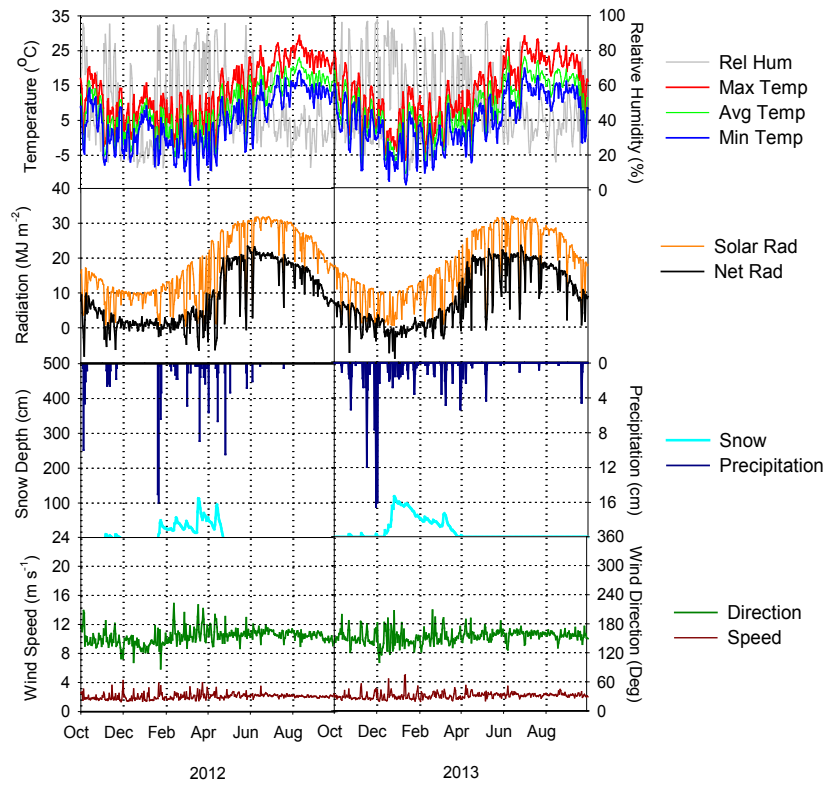 35
25
15
5
-5
Temperature (°C)
100
80
60
40
20
0
Relative Humidity (%)
Rel Hum
Max Temp
Avg Temp
Min Temp
40
30
20
10
0
Radiation (MJ m⁻²)
Solar Rad
Net Rad
500
400
300
200
100
Snow Depth (cm)
0
4
8
12
16
Precipitation (cm)
Snow
Precipitation
24
20
16
12
8
4
0
Wind Speed (m s⁻¹)
360
300
240
180
120
60
0
Wind Direction (Deg)
Direction
Speed
Oct Dec Feb Apr Jun Aug Oct Dec Feb Apr Jun Aug
2012 2013